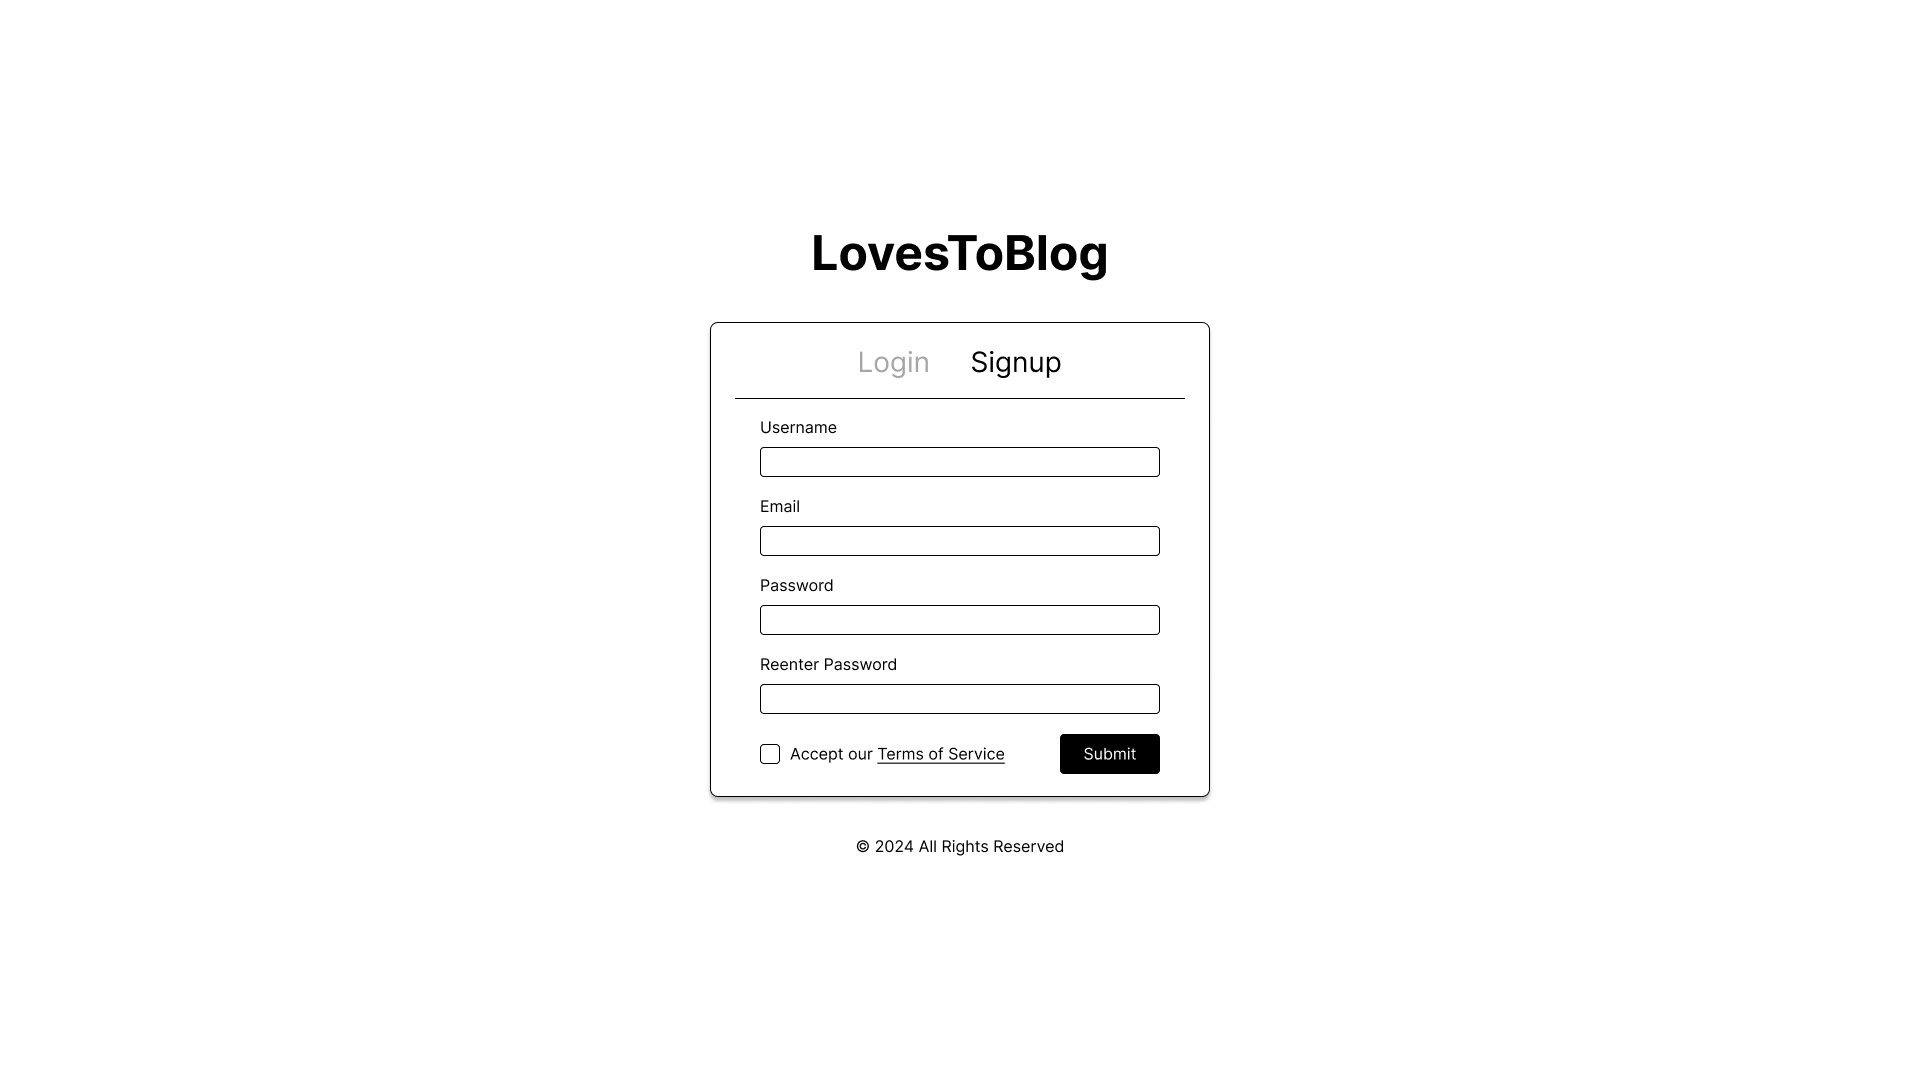 LovesToBlog
Login Signup
Username
Email
Password
Reenter Password
Accept our Terms of Service Submit
© 2024 All Rights Reserved